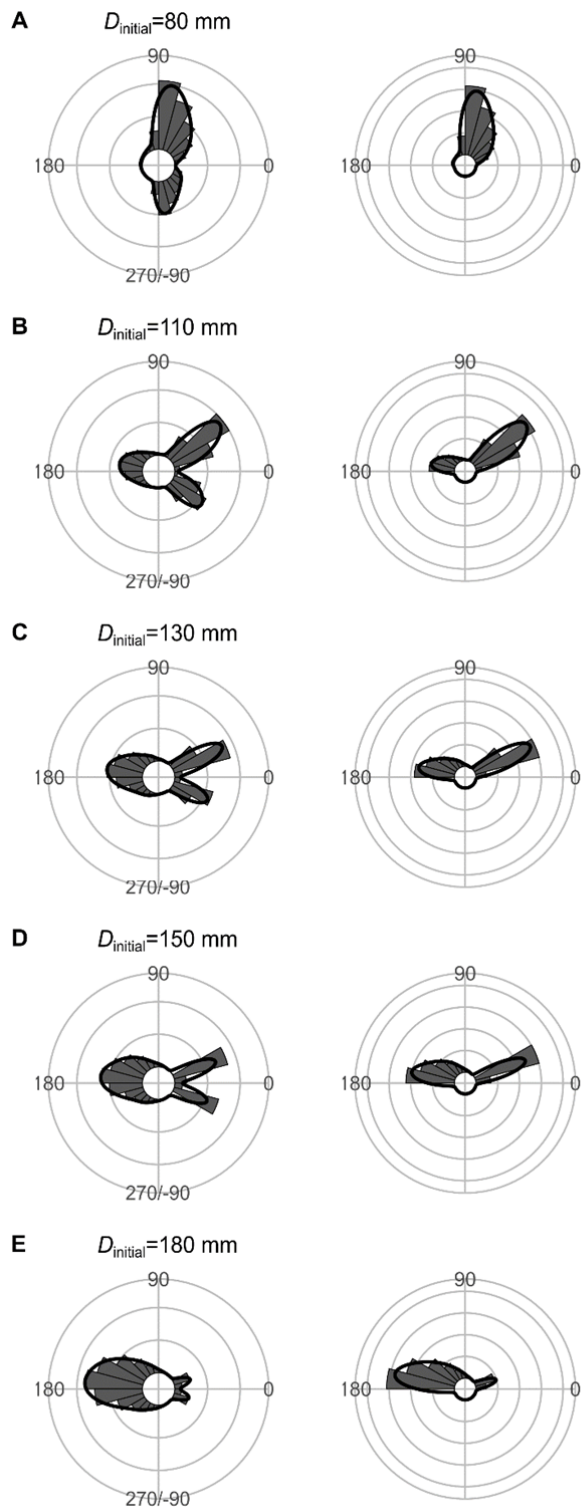 A D_initial=80 mm
90 90
180 0 180 0
270/-90
B D_initial=110 mm
90 90
180 0 180 0
270/-90
C D_initial=130 mm
90 90
180 0 180 0
270/-90
D D_initial=150 mm
90 90
180 0 180 0
270/-90
E D_initial=180 mm
90 90
180 0 180 0
270/-90